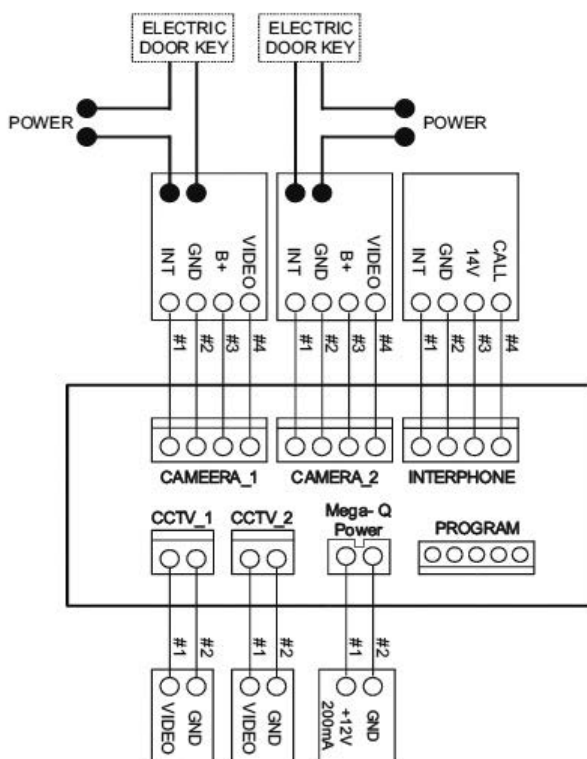 ELECTRIC
DOOR KEY
ELECTRIC
DOOR KEY
POWER
POWER
INT
GND
B+
VIDEO
INT
GND
B+
VIDEO
INT
GND
14V
CALL
#1
#2
#3
#4
#1
#2
#3
#4
#1
#2
#3
#4
CAMEERA_1
CAMERA_2
INTERPHONE
CCTV_1
CCTV_2
Mega- Q
Power
PROGRAM
#1
#2
#1
#2
#1
#2
VIDEO
GND
VIDEO
GND
+12V
200mA
GND